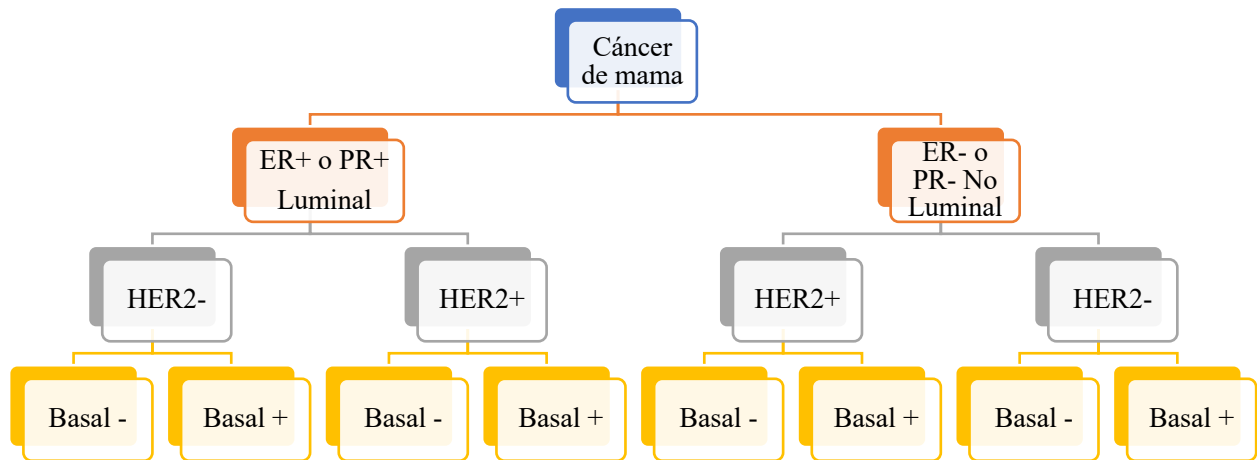 Cáncer
de mama
ER+ o PR+
Luminal
ER- o
PR- No
Luminal
HER2-
HER2+
HER2+
HER2-
Basal -
Basal +
Basal -
Basal +
Basal -
Basal +
Basal -
Basal +